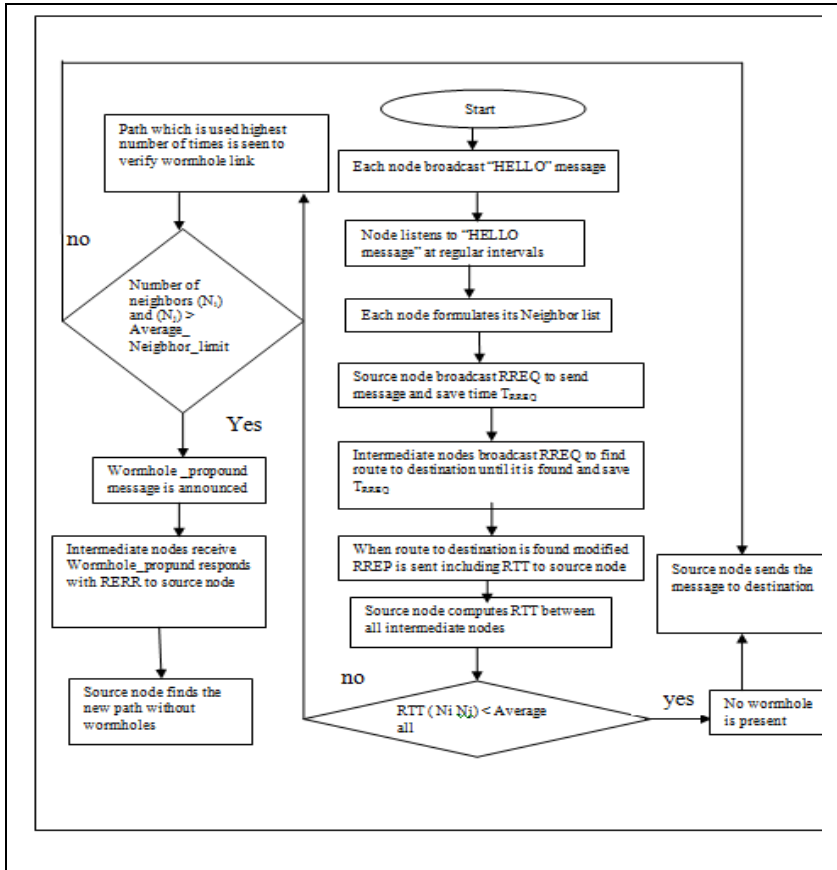 Start
Each node broadcast “HELLO” message
Node listens to “HELLO
message” at regular intervals
Each node formulates its Neighbor list
Source node broadcast RREQ to send
message and save time TRREQ
Intermediate nodes broadcast RREQ to find
route to destination until it is found and save
TRREQ
When route to destination is found modified
RREP is sent including RTT to source node
Source node computes RTT between
all intermediate nodes
RTT ( Ni Nj) < Average
all
yes
No wormhole
is present
Source node sends the
message to destination
no
Path which is used highest
number of times is seen to
verify wormhole link
Number of
neighbors (Ni)
and (Nj) >
Average_
Neigbhor_limit
no
Yes
Wormhole _propound
message is announced
Intermediate nodes receive
Wormhole_propund responds
with RERR to source node
Source node finds the
new path without
wormholes